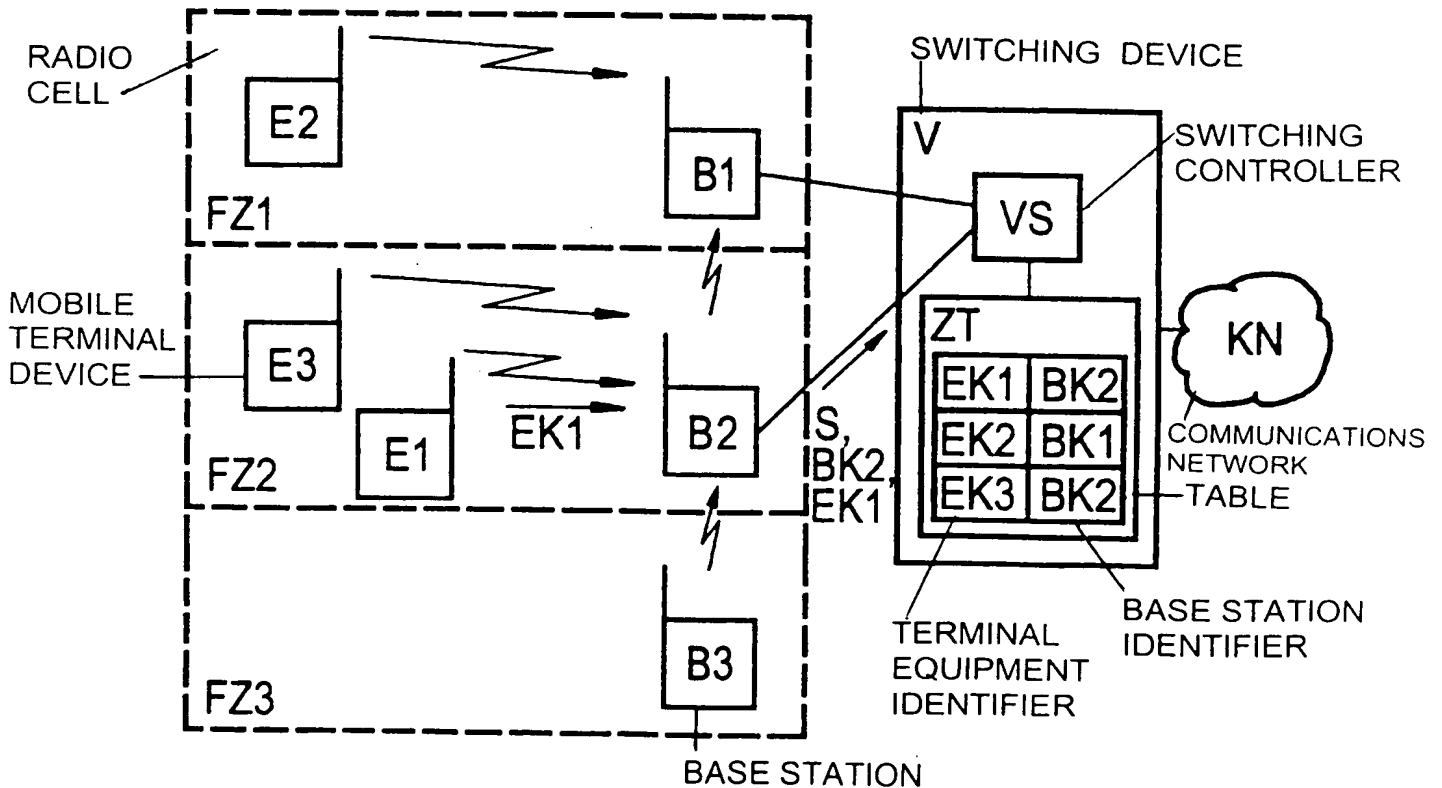 RADIO
CELL
E2
FZ1
B1
SWITCHING DEVICE
V
SWITCHING
CONTROLLER
VS
MOBILE
TERMINAL
DEVICE
E3
E1
EK1
FZ2
B2
S,
BK2,
EK1
ZT
EK1 BK2
EK2 BK1
EK3 BK2
KN
COMMUNICATIONS
NETWORK
TABLE
FZ3
B3
BASE STATION
TERMINAL
EQUIPMENT
IDENTIFIER
BASE STATION
IDENTIFIER